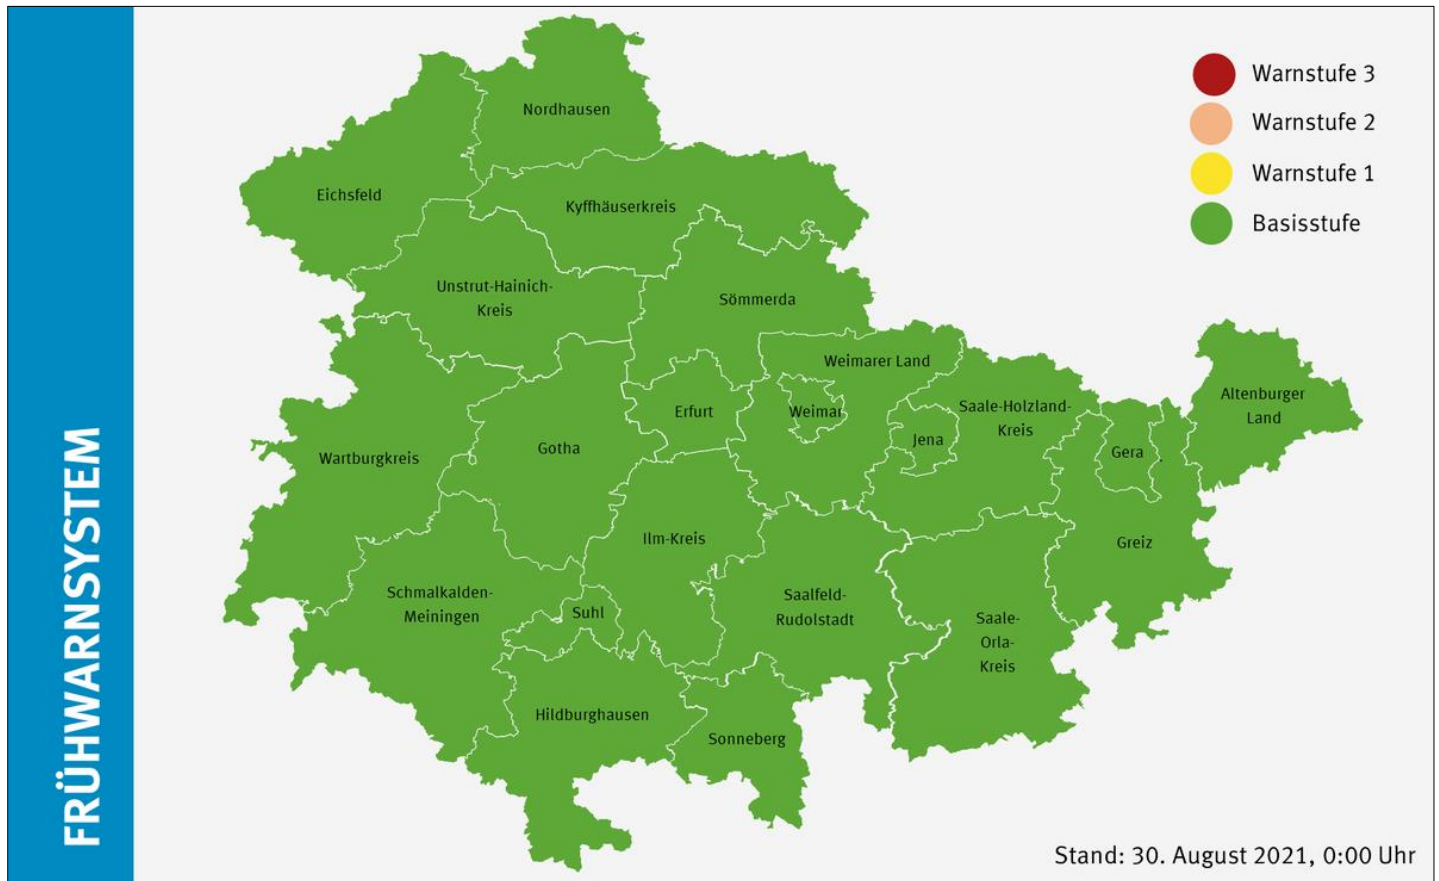 FRÜHWARNSYSTEM
Warnstufe 3
Warnstufe 2
Warnstufe 1
Basisstufe
Nordhausen
Eichsfeld
Kyffhäuserkreis
Unstrut-Hainich-
Kreis
Sömmerda
Weimarer Land
Altenburger
Land
Erfurt
Weimar
Saale-Holzland-
Kreis
Jena
Gera
Gotha
Wartburgkreis
Ilm-Kreis
Greiz
Schmalkalden-
Meiningen
Suhl
Saalfeld-
Rudolstadt
Saale-
Orla-
Kreis
Hildburghausen
Sonneberg
Stand: 30. August 2021, 0:00 Uhr